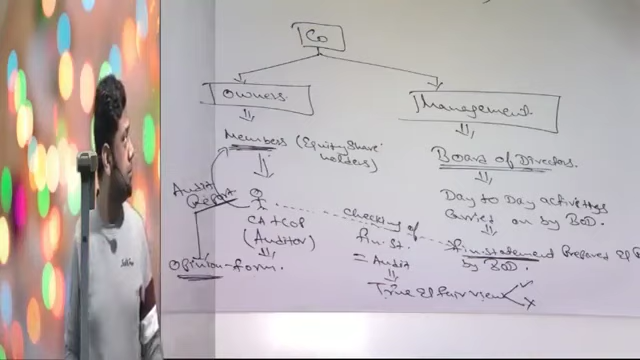 Co
Owners
Management
Members (Equity Share-
holders)
Board of Directors.
Audit
Report
Day to Day activities
Carried on by BOD.
CA + COP
(Auditor)
Checking of
fin. St.
= Audit
fin. statement Prepared
by BOD.
Opinion - form.
True & fair view